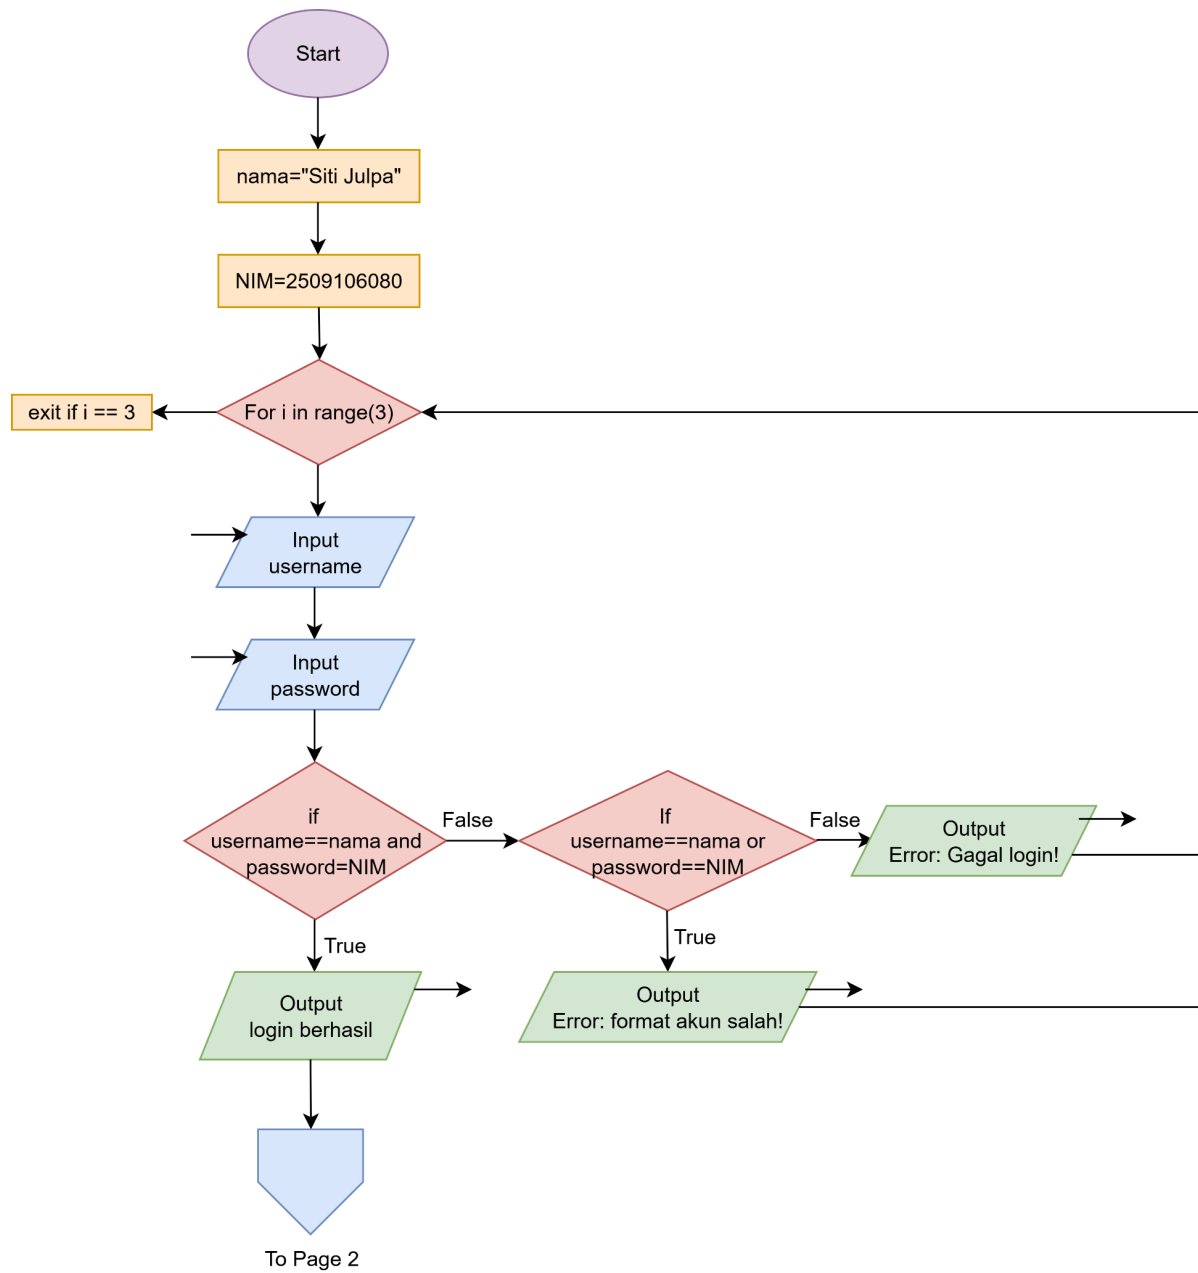 Start
nama="Siti Julpa"
NIM=2509106080
exit if i == 3
For i in range(3)
Input
username
Input
password
if
username==nama and
password=NIM
False
If
username==nama or
password==NIM
False
Output
Error: Gagal login!
True
True
Output
login berhasil
Output
Error: format akun salah!
To Page 2